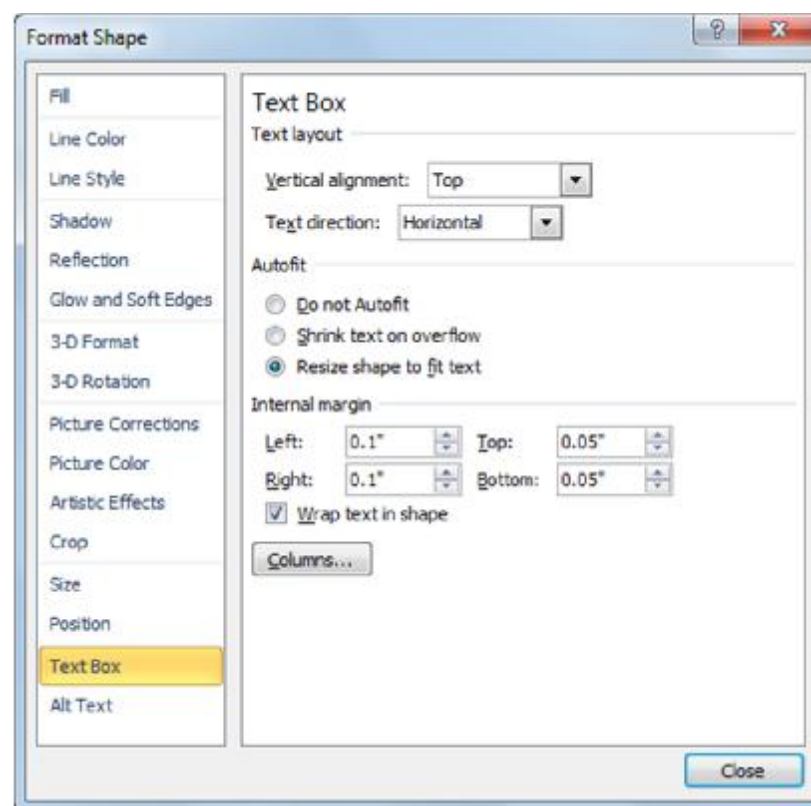 Format Shape
Fill
Line Color
Line Style
Shadow
Reflection
Glow and Soft Edges
3-D Format
3-D Rotation
Picture Corrections
Picture Color
Artistic Effects
Crop
Size
Position
Text Box
Alt Text
Text Box
Text layout
Vertical alignment: Top
Text direction: Horizontal
Autofit
Do not Autofit
Shrink text on overflow
Resize shape to fit text
Internal margin
Left: 0.1" Top: 0.05"
Right: 0.1" Bottom: 0.05"
Wrap text in shape
Columns...
Close